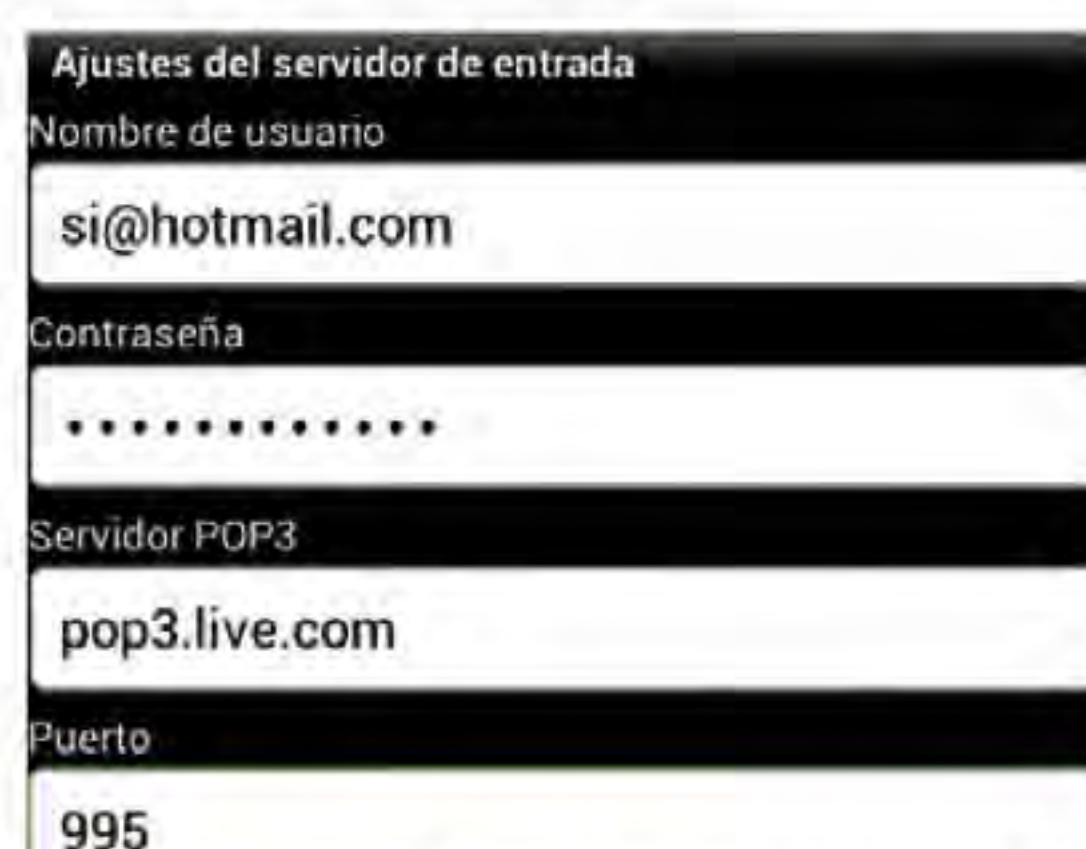 Ajustes del servidor de entrada
Nombre de usuario
si@hotmail.com
Contraseña
••••••••••••
Servidor POP3
pop3.live.com
Puerto
995